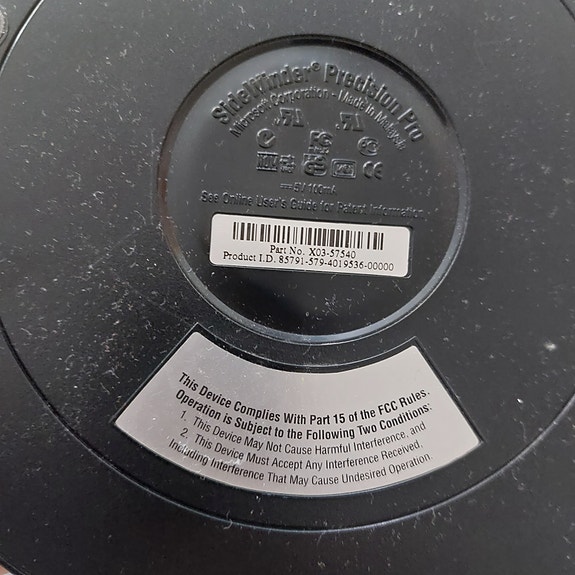 SideWinder® Precision Pro
Microsoft Corporation - Made in Malaysia
FC
CE
5V 100mA
See Online User's Guide for Patent Information
Part No. X03-57540
Product I.D. 85791-579-4019536-00000
This Device Complies With Part 15 of the FCC Rules.
Operation is Subject to the Following Two Conditions:
1. This Device May Not Cause Harmful Interference, and
2. This Device Must Accept Any Interference Received,
Including Interference That May Cause Undesired Operation.